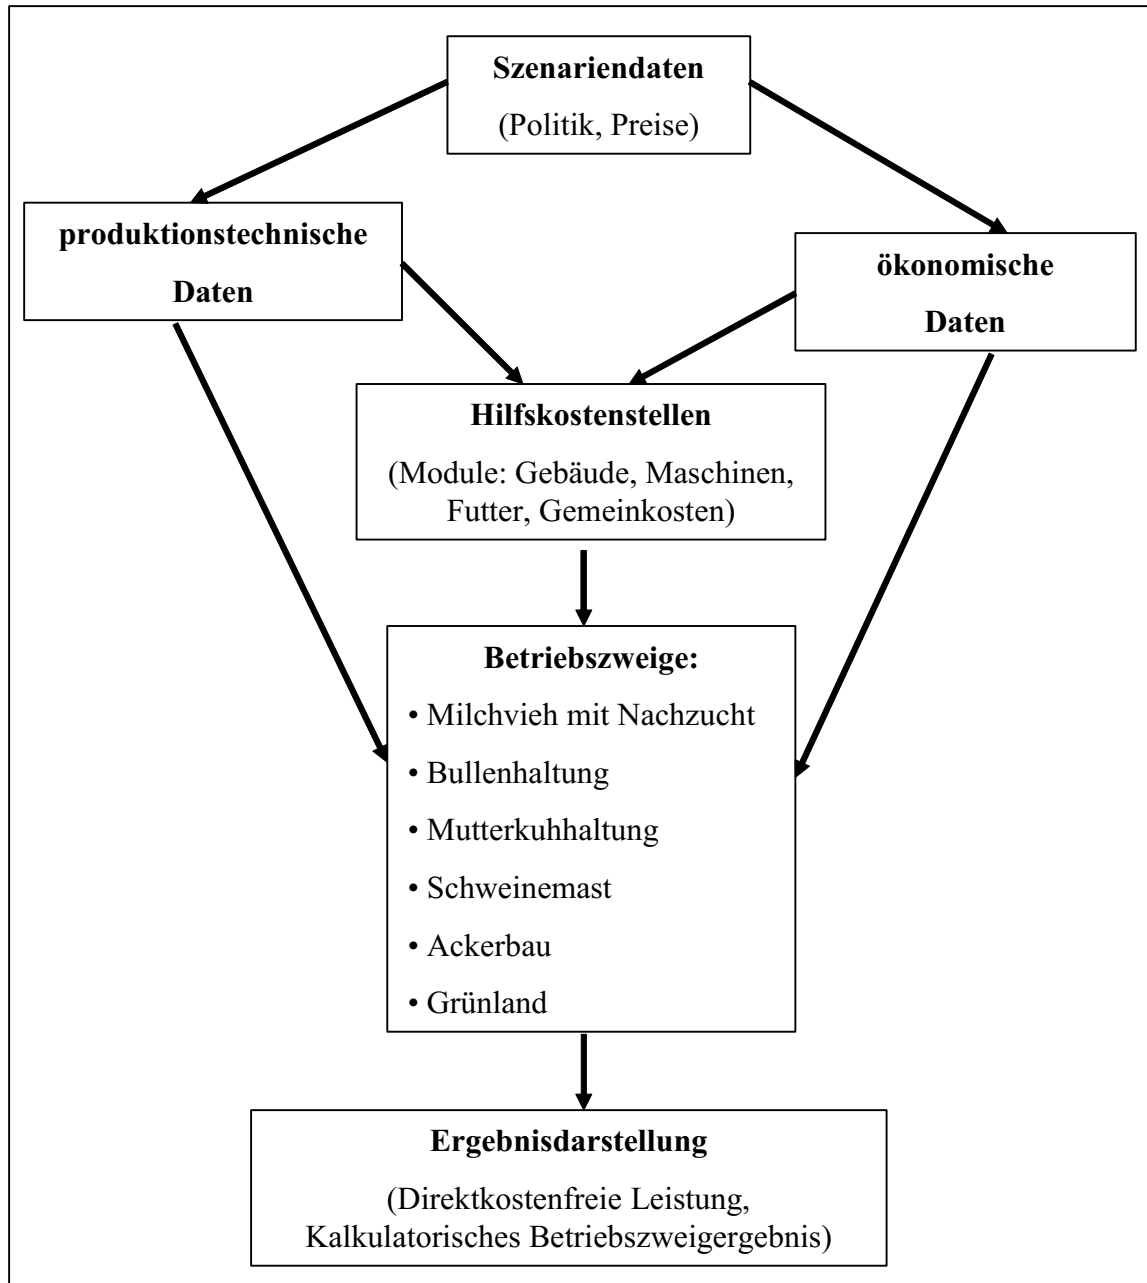 Szenariendaten
(Politik, Preise)
produktionstechnische
Daten
ökonomische
Daten
Hilfskostenstellen
(Module: Gebäude, Maschinen,
Futter, Gemeinkosten)
Betriebszweige:
• Milchvieh mit Nachzucht
• Bullenhaltung
• Mutterkuhhaltung
• Schweinemast
• Ackerbau
• Grünland
Ergebnisdarstellung
(Direktkostenfreie Leistung,
Kalkulatorisches Betriebszweigergebnis)